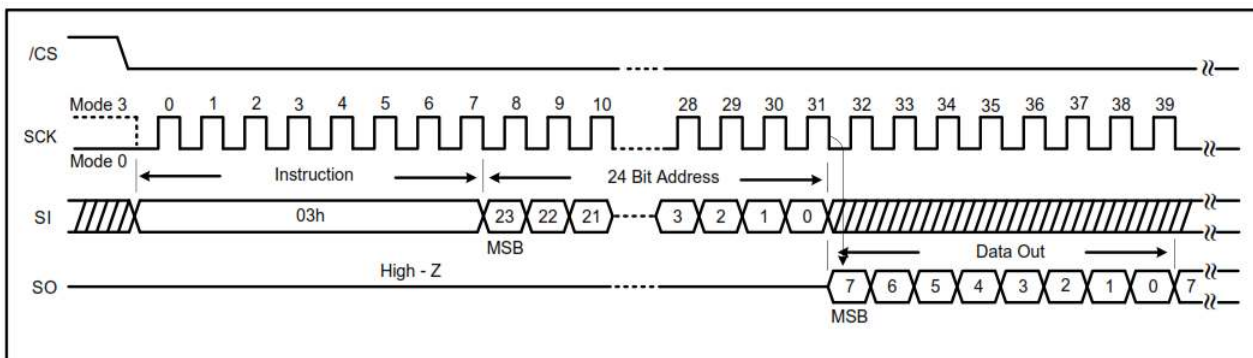 /CS
Mode 3 0 1 2 3 4 5 6 7 8 9 10 28 29 30 31 32 33 34 35 36 37 38 39
SCK
Mode 0
Instruction 24 Bit Address
SI 03h 23 22 21 3 2 1 0
MSB Data Out
High - Z
SO 7 6 5 4 3 2 1 0 7
MSB